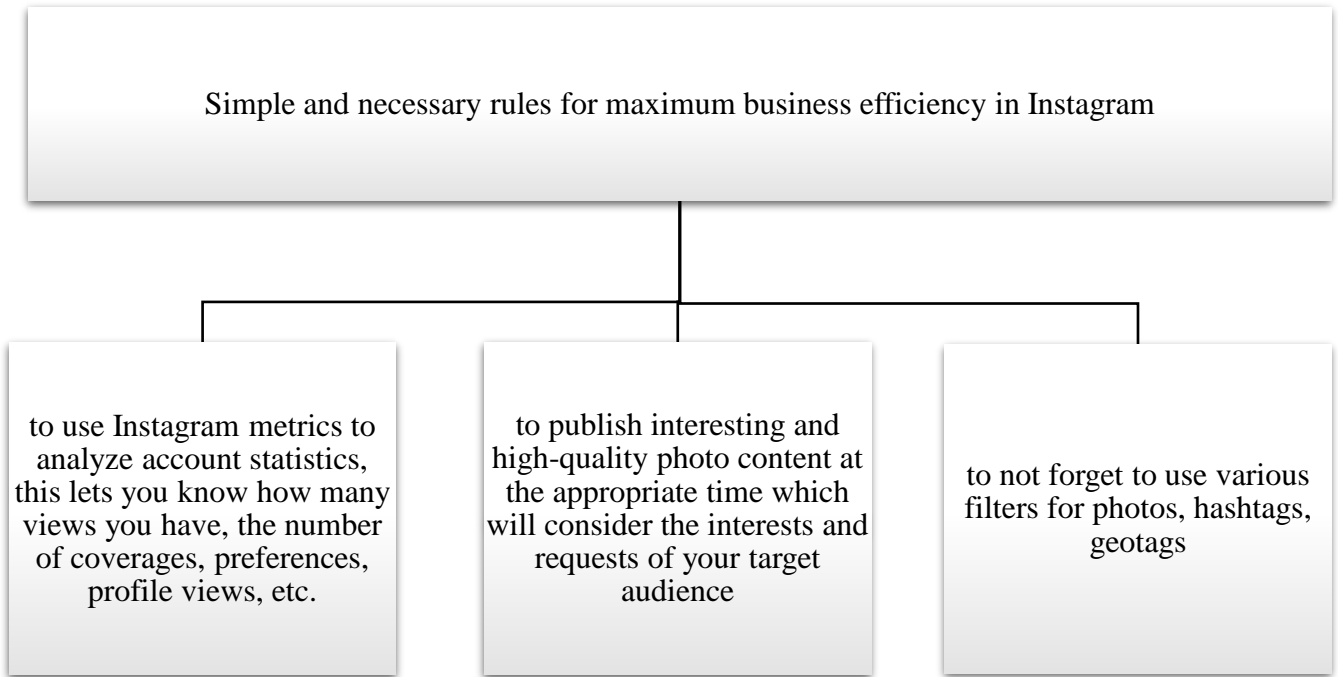 Simple and necessary rules for maximum business efficiency in Instagram
to use Instagram metrics to
analyze account statistics,
this lets you know how many
views you have, the number
of coverages, preferences,
profile views, etc.
to publish interesting and
high-quality photo content at
the appropriate time which
will consider the interests and
requests of your target
audience
to not forget to use various
filters for photos, hashtags,
geotags